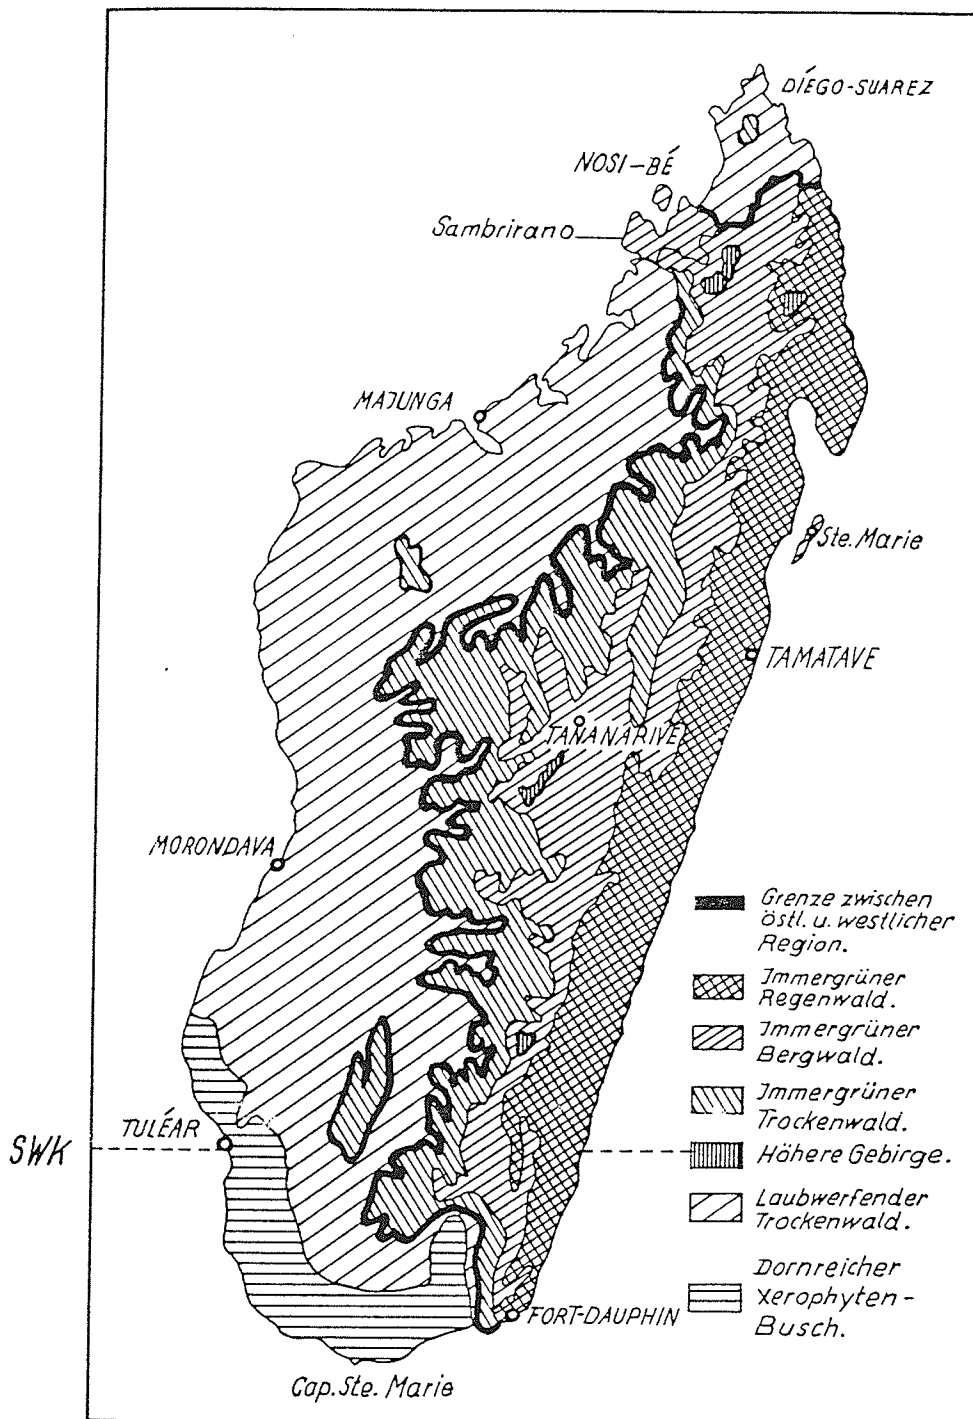 DIÉGO-SUAREZ
NOSI-BÉ
Sambrirano
MAJUNGA
Ste. Marie
TAMATAVE
TANANARIVE
MORONDAVA
Grenze zwischen
östl. u. westlicher
Region.
Immergrüner
Regenwald.
Immergrüner
Bergwald.
Immergrüner
Trockenwald.
TULÉAR
SWK
Höhere Gebirge.
Laubwerfender
Trockenwald.
Dornreicher
Xerophyten-
Busch.
FORT-DAUPHIN
Cap. Ste. Marie